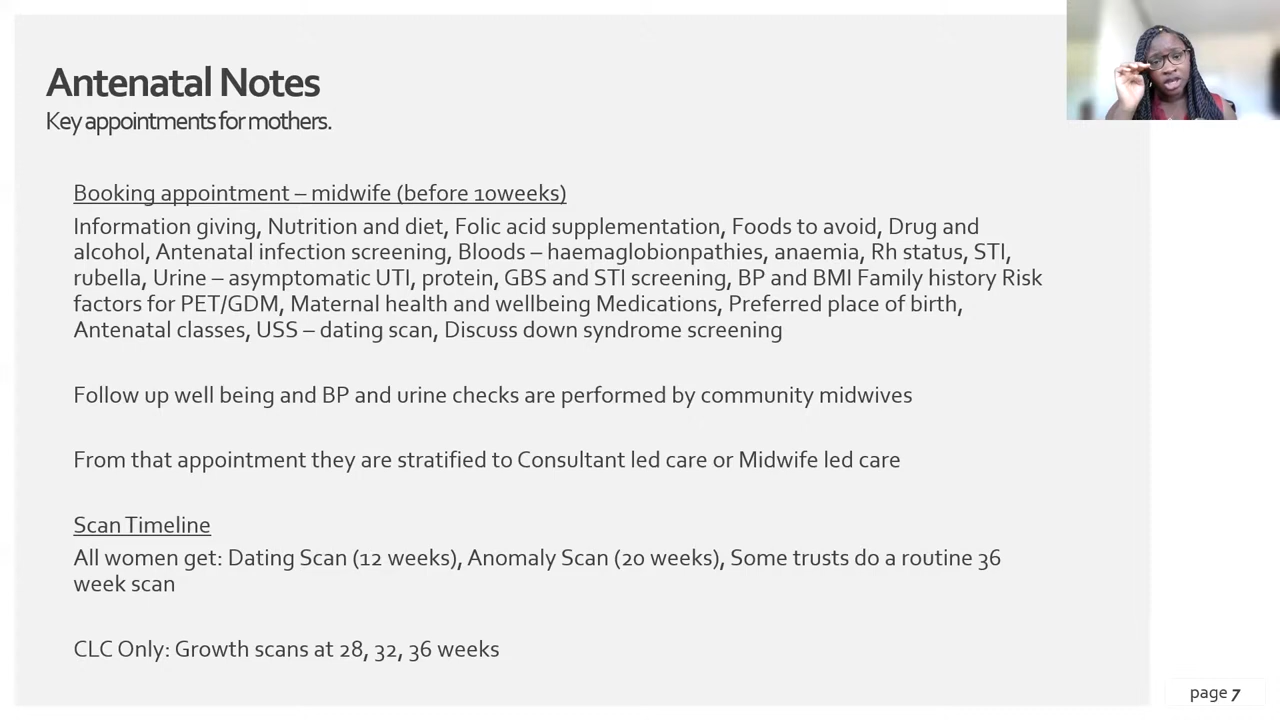 Antenatal Notes
Key appointments for mothers.
Booking appointment – midwife (before 10weeks)
Information giving, Nutrition and diet, Folic acid supplementation, Foods to avoid, Drug and
alcohol, Antenatal infection screening, Bloods – haemaglobionpathies, anaemia, Rh status, STI,
rubella, Urine – asymptomatic UTI, protein, GBS and STI screening, BP and BMI Family history Risk
factors for PET/GDM, Maternal health and wellbeing Medications, Preferred place of birth,
Antenatal classes, USS – dating scan, Discuss down syndrome screening
Follow up well being and BP and urine checks are performed by community midwives
From that appointment they are stratified to Consultant led care or Midwife led care
Scan Timeline
All women get: Dating Scan (12 weeks), Anomaly Scan (20 weeks), Some trusts do a routine 36
week scan
CLC Only: Growth scans at 28, 32, 36 weeks
page 7